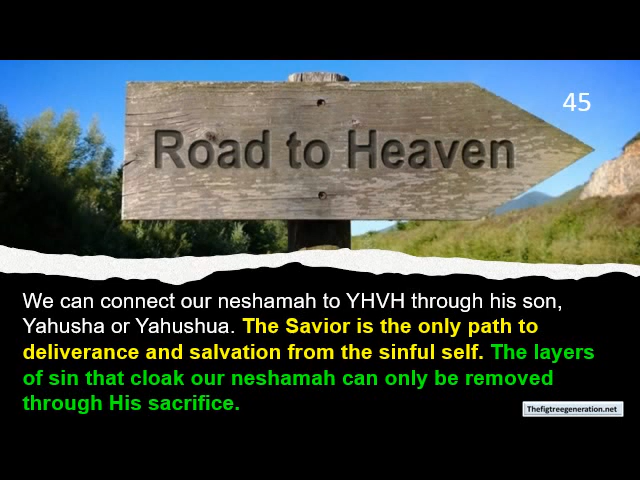 45
Road to Heaven
We can connect our neshamah to YHVH through his son,
Yahusha or Yahushua. The Savior is the only path to
deliverance and salvation from the sinful self. The layers
of sin that cloak our neshamah can only be removed
through His sacrifice.
Thefigtreegeneration.net